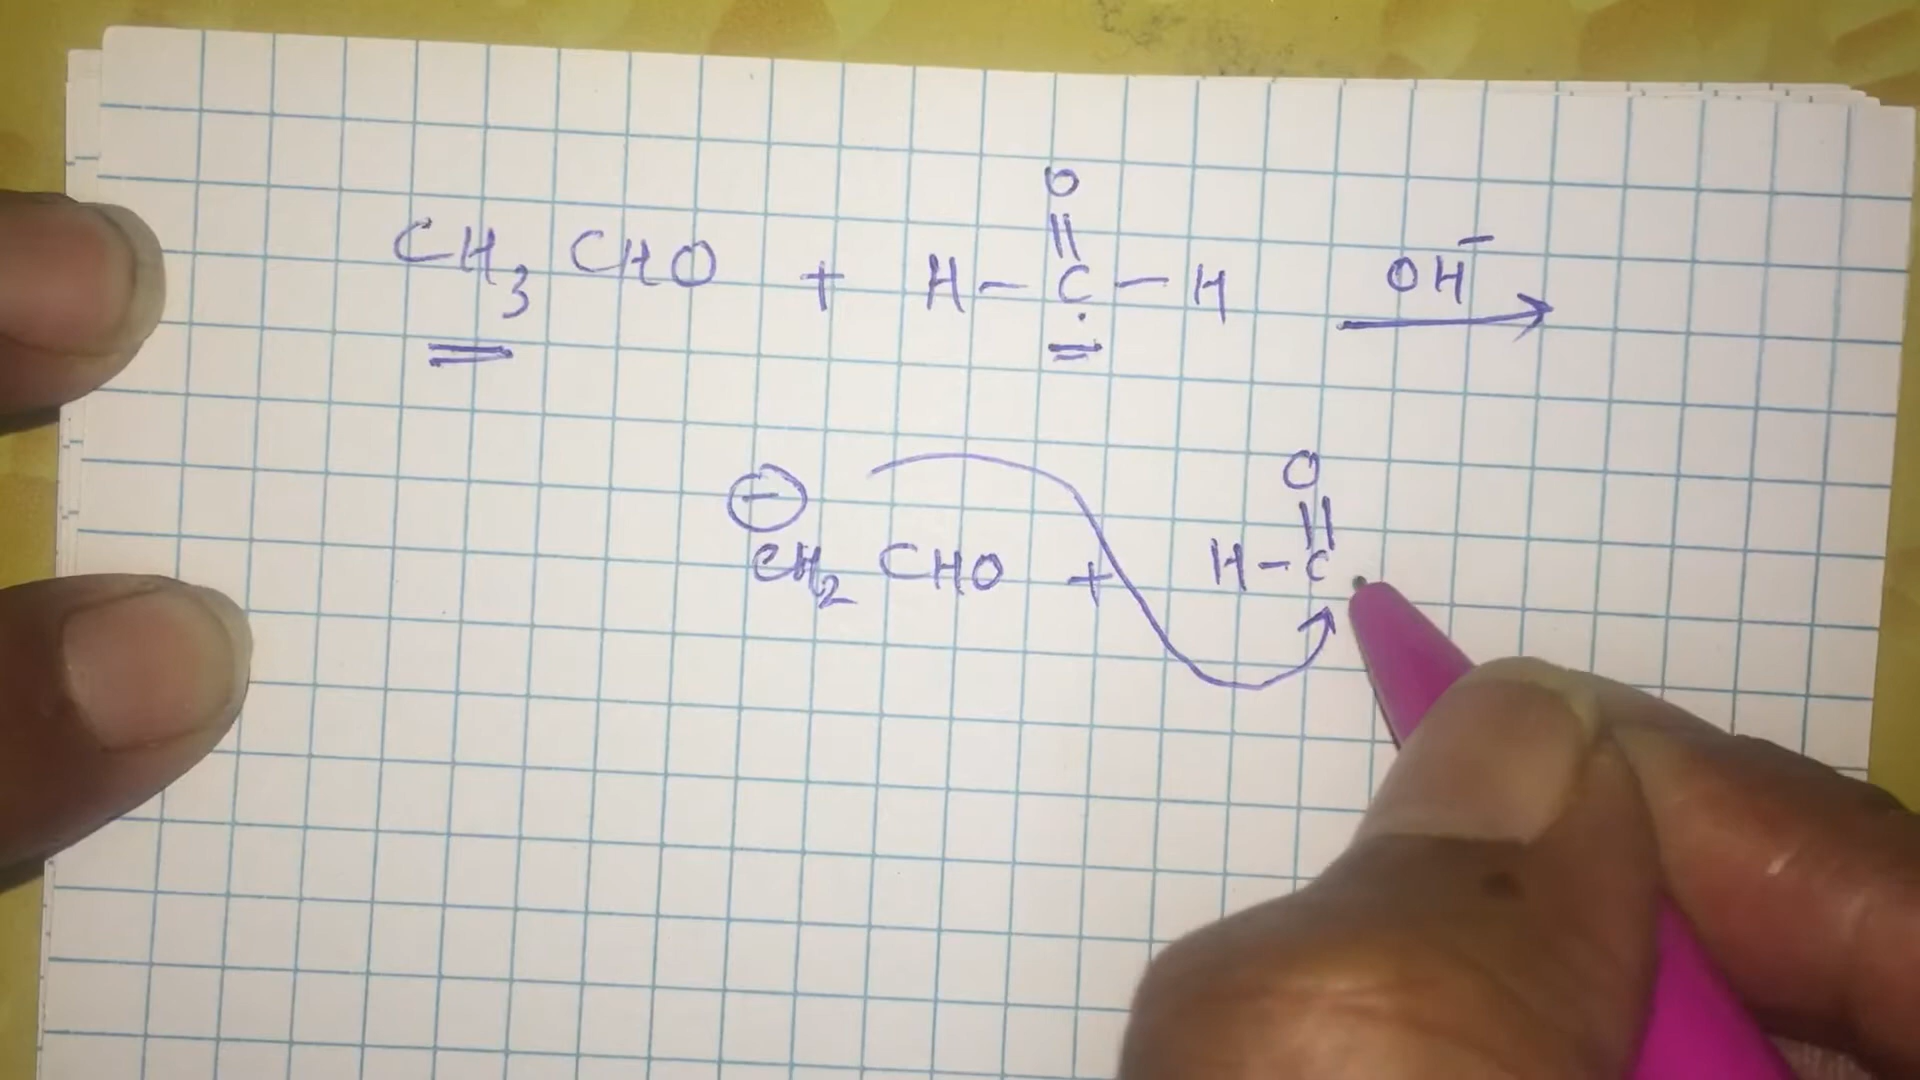 O
CH₃ CHO + H - C - H OH⁻ →
||
O
⊖
CH₂ CHO + H - C
||